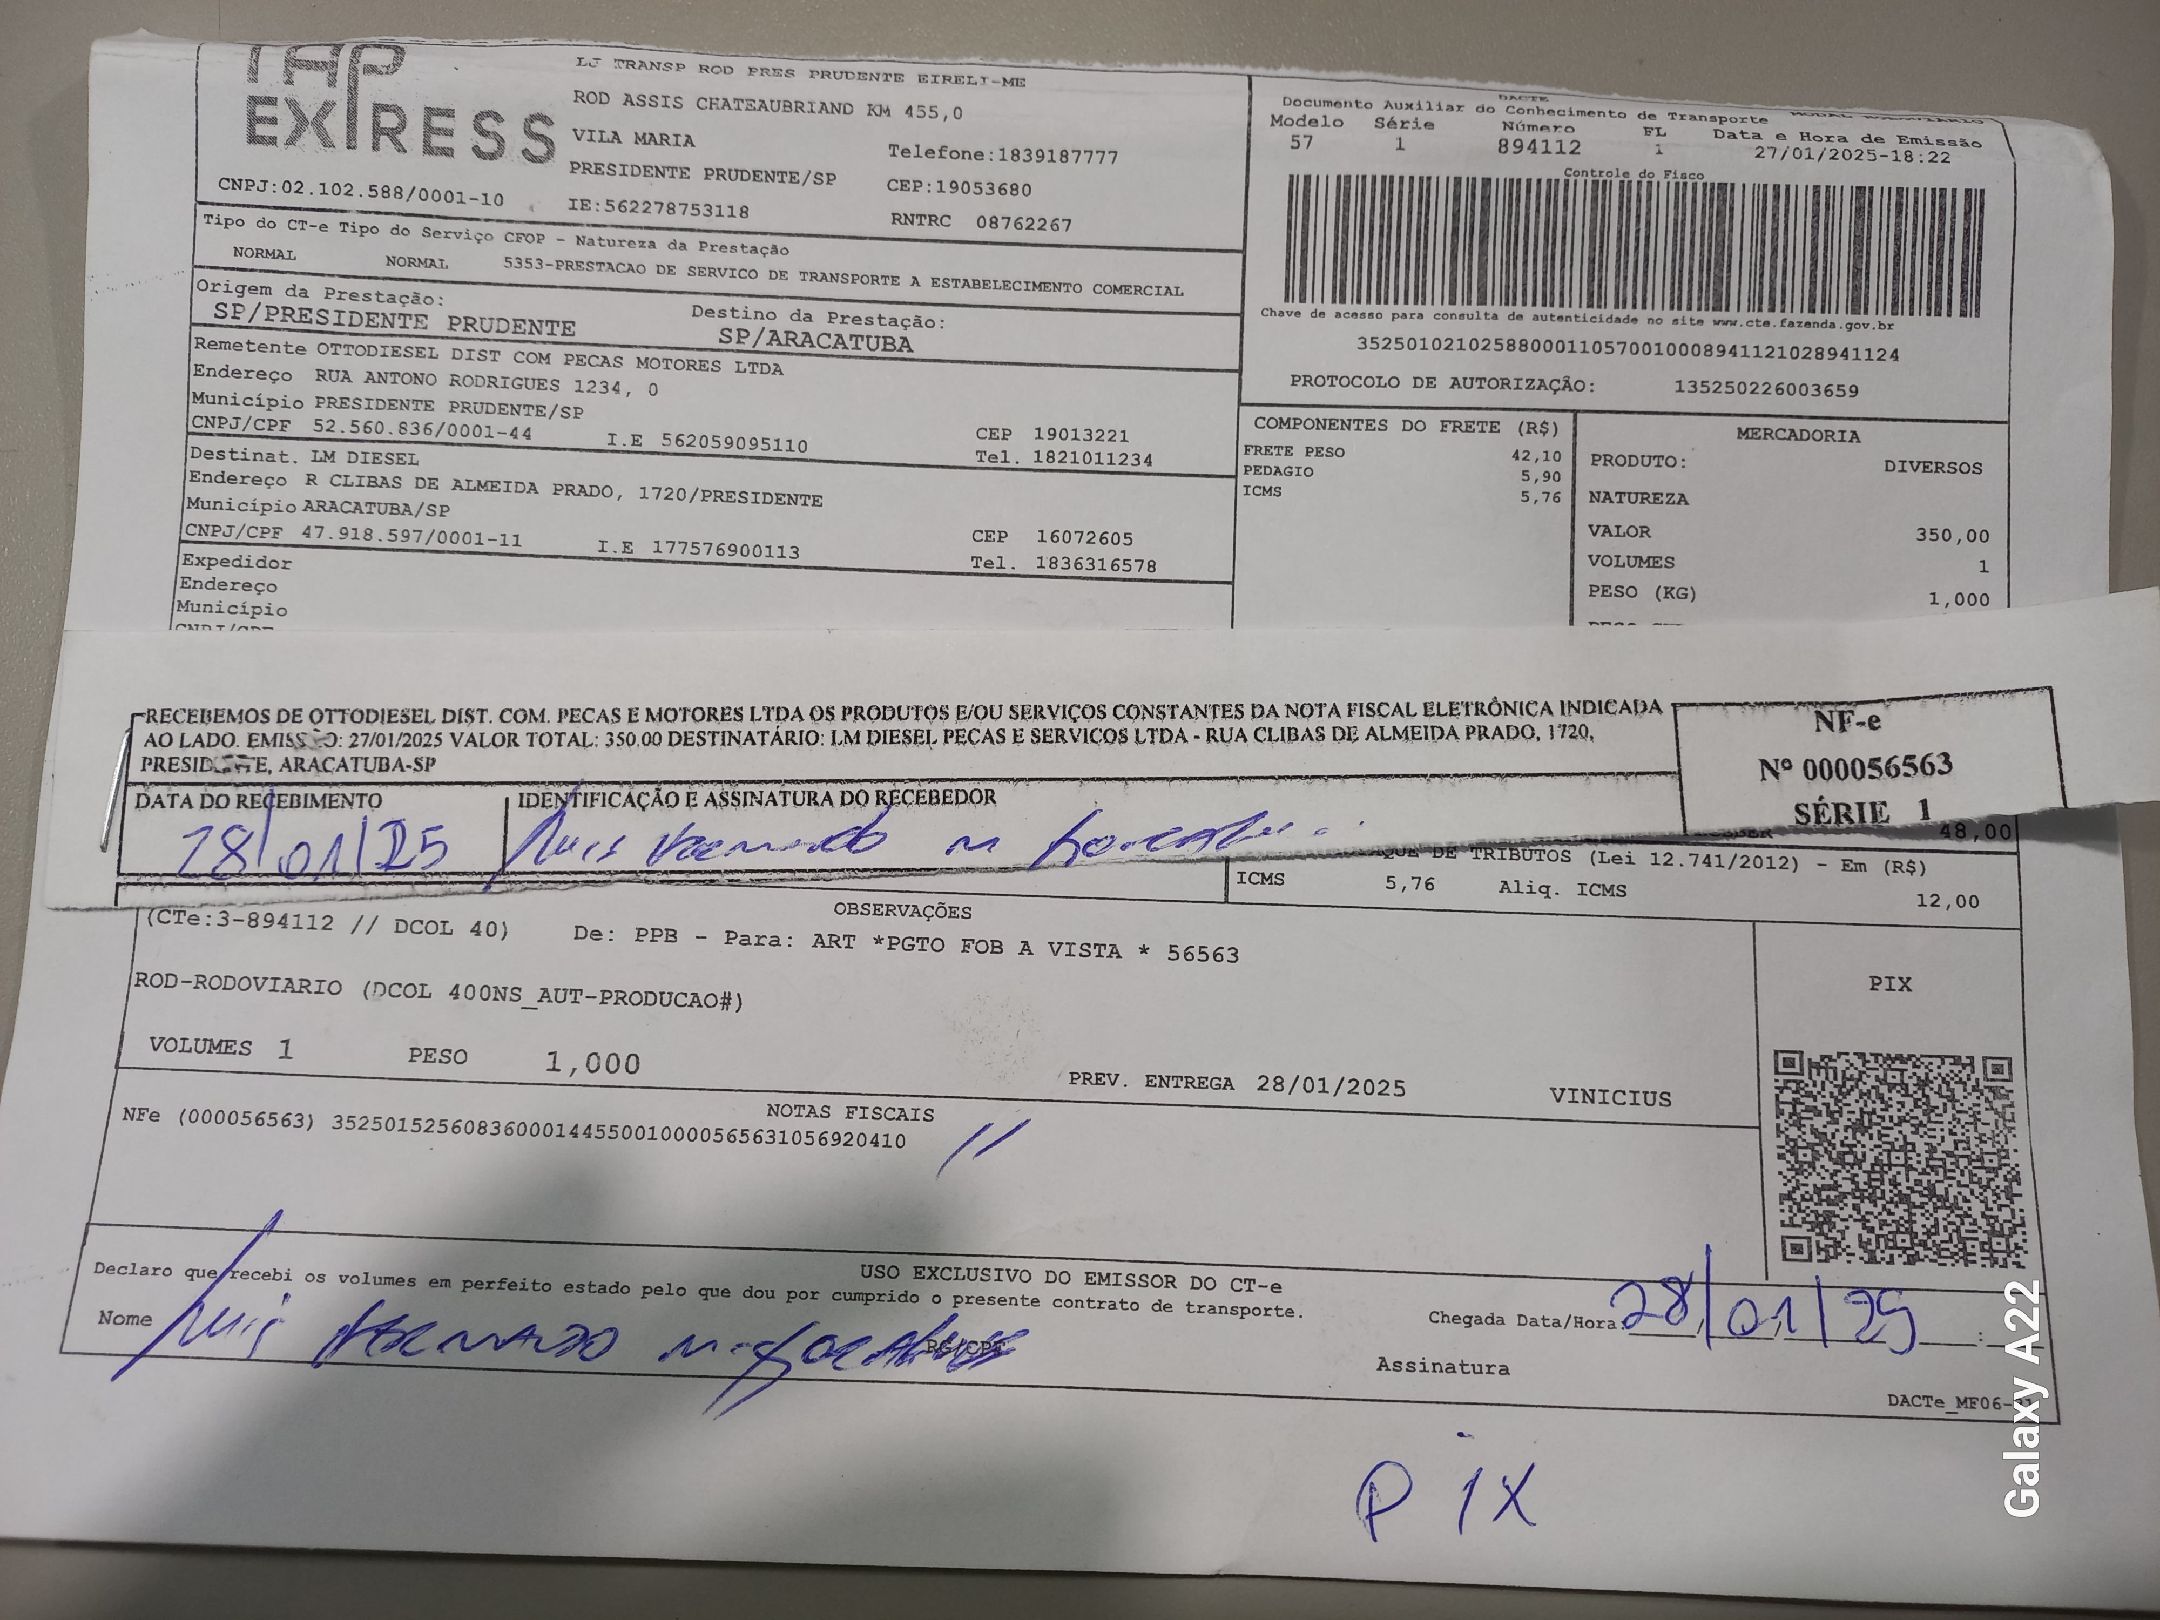 TAP
EXPRESS
CNPJ:02.102.588/0001-10
LJ TRANSP ROD PRES PRUDENTE EIRELI-ME
ROD ASSIS CHATEAUBRIAND KM 455,0
VILA MARIA
Telefone:1839187777
PRESIDENTE PRUDENTE/SP
CEP:19053680
IE:562278753118
RNTRC 08762267
DACTE
MODAL RODOVIARIO
Documento Auxiliar do Conhecimento de Transporte
Modelo Série Número FL Data e Hora de Emissão
57 1 894112 1 27/01/2025-18:22
Controle do Fisco
Chave de acesso para consulta de autenticidade no site www.cte.fazenda.gov.br
35250102102588000110570010008941121028941124
PROTOCOLO DE AUTORIZAÇÃO: 135250226003659
Tipo do CT-e Tipo do Serviço CFOP - Natureza da Prestação
NORMAL NORMAL 5353-PRESTACAO DE SERVICO DE TRANSPORTE A ESTABELECIMENTO COMERCIAL
Origem da Prestação: Destino da Prestação:
SP/PRESIDENTE PRUDENTE SP/ARACATUBA
Remetente OTTODIESEL DIST COM PECAS MOTORES LTDA
Endereço RUA ANTONO RODRIGUES 1234, 0
Município PRESIDENTE PRUDENTE/SP
CEP 19013221
CNPJ/CPF 52.560.836/0001-44 I.E 562059095110
Tel. 1821011234
Destinat. LM DIESEL
Endereço R CLIBAS DE ALMEIDA PRADO, 1720/PRESIDENTE
Município ARACATUBA/SP
CEP 16072605
CNPJ/CPF 47.918.597/0001-11 I.E 177576900113
Tel. 1836316578
Expedidor
Endereço
Município
CNPJ/CPF
COMPONENTES DO FRETE (R$)
FRETE PESO 42,10
PEDAGIO 5,90
ICMS 5,76
MERCADORIA
PRODUTO: DIVERSOS
NATUREZA
VALOR 350,00
VOLUMES 1
PESO (KG) 1,000
RECEBEMOS DE OTTODIESEL DIST. COM. PECAS E MOTORES LTDA OS PRODUTOS E/OU SERVIÇOS CONSTANTES DA NOTA FISCAL ELETRÔNICA INDICADA
AO LADO. EMISSÃO: 27/01/2025 VALOR TOTAL: 350.00 DESTINATÁRIO: LM DIESEL PECAS E SERVICOS LTDA - RUA CLIBAS DE ALMEIDA PRADO, 1720,
PRESIDENTE, ARACATUBA-SP
NF-e
Nº 000056563
SÉRIE 1
DATA DO RECEBIMENTO IDENTIFICAÇÃO E ASSINATURA DO RECEBEDOR
28/01/25
48,00
DE TRIBUTOS (Lei 12.741/2012) - Em (R$)
ICMS 5,76 Aliq. ICMS 12,00
OBSERVAÇÕES
(CTe:3-894112 // DCOL 40) De: PPB - Para: ART *PGTO FOB A VISTA * 56563
ROD-RODOVIARIO (DCOL 400NS_AUT-PRODUCAO#)
VOLUMES 1 PESO 1,000
PREV. ENTREGA 28/01/2025 VINICIUS
PIX
NOTAS FISCAIS
NFe (000056563) 35250152560836000144550010000565631056920410
USO EXCLUSIVO DO EMISSOR DO CT-e
Declaro que recebi os volumes em perfeito estado pelo que dou por cumprido o presente contrato de transporte.
Nome
RG/CPF
Chegada Data/Hora: 28/01/25
Assinatura
DACTe_MF06-
PIX
Galaxy A22